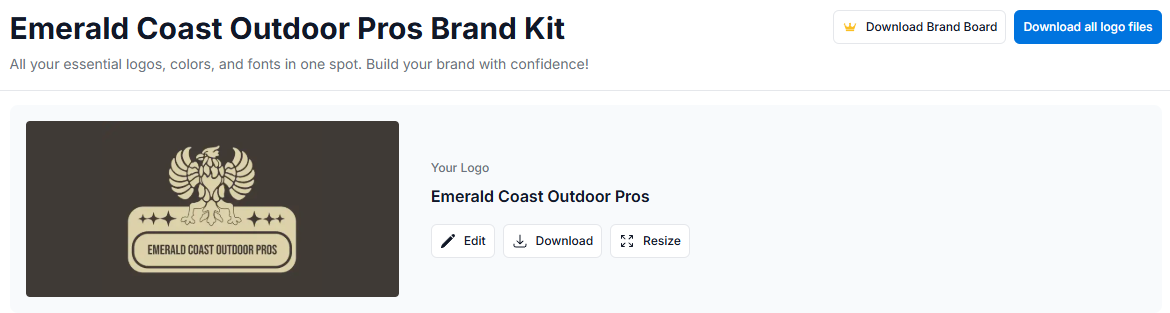 Emerald Coast Outdoor Pros Brand Kit
Download Brand Board
Download all logo files
All your essential logos, colors, and fonts in one spot. Build your brand with confidence!
EMERALD COAST OUTDOOR PROS
Your Logo
Emerald Coast Outdoor Pros
Edit
Download
Resize